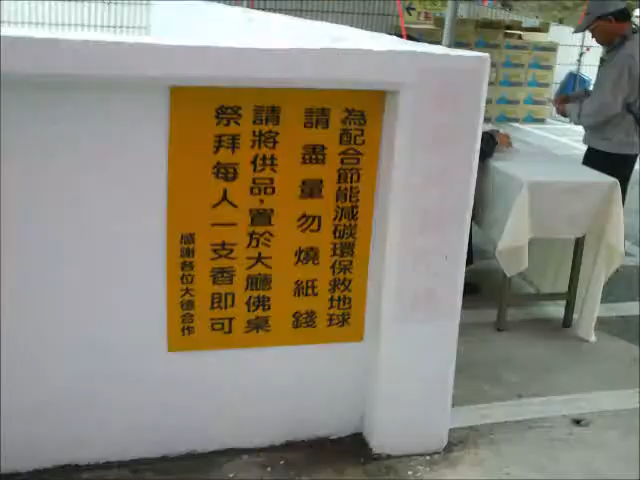 為配合節能減碳環保救地球
請盡量勿燒紙錢
請將供品，置於大廳佛桌
祭拜每人一支香即可
感謝各位大德合作